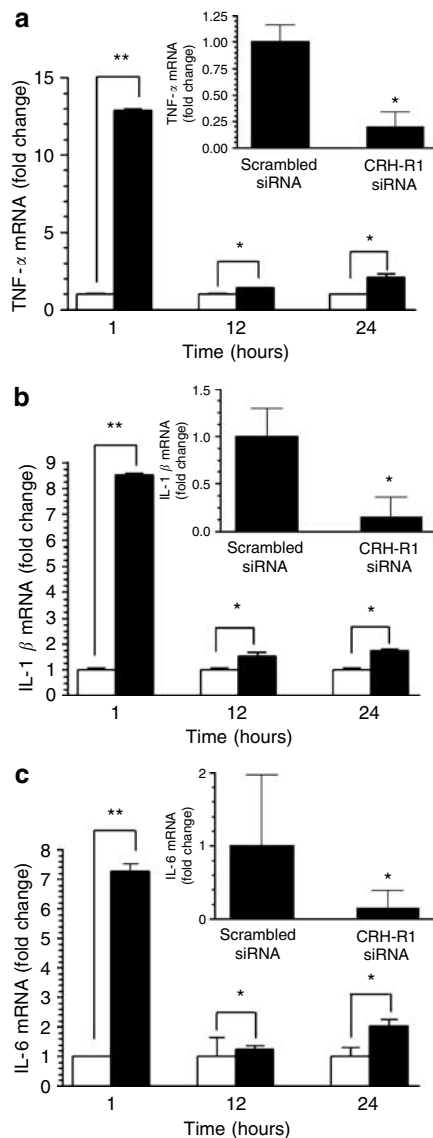 a
TNF-α mRNA (fold change)
15
10
5
0
**
*
*
1
12
24
Time (hours)
TNF-α mRNA
(fold change)
1.25
1.00
0.75
0.50
0.25
0.00
*
Scrambled
siRNA
CRH-R1
siRNA
b
IL-1 β mRNA (fold change)
9
8
7
6
5
4
3
2
1
0
**
*
*
1
12
24
Time (hours)
IL-1 β mRNA
(fold change)
1.5
1.0
0.5
0.0
*
Scrambled
siRNA
CRH-R1
siRNA
c
IL-6 mRNA (fold change)
8
7
6
5
4
3
2
1
0
**
*
*
1
12
24
Time (hours)
IL-6 mRNA
(fold change)
2
1
0
*
Scrambled
siRNA
CRH-R1
siRNA